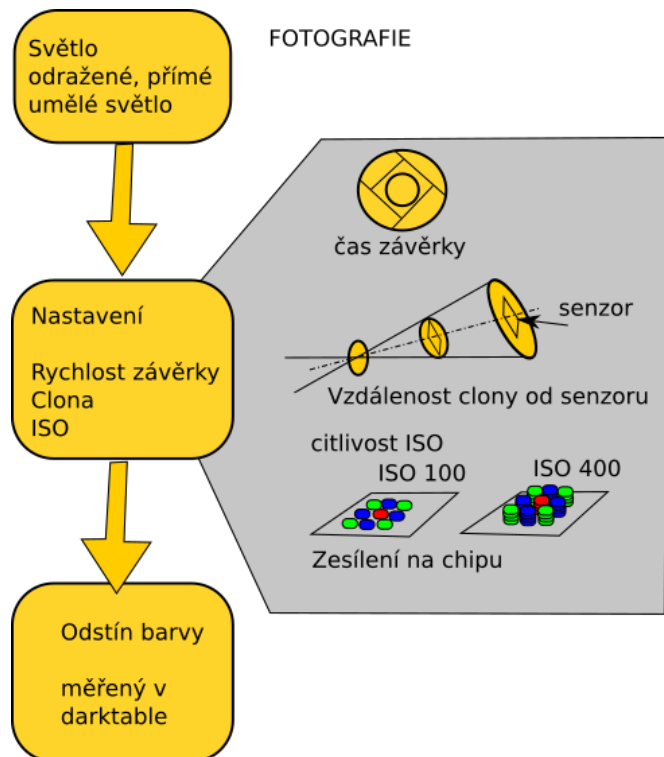 FOTOGRAFIE
Světlo
odražené, přímé
umělé světlo
čas závěrky
Nastavení
Rychlost závěrky
Clona
ISO
senzor
Vzdálenost clony od senzoru
citlivost ISO
ISO 100
ISO 400
Zesílení na chipu
Odstín barvy
měřený v
darktable